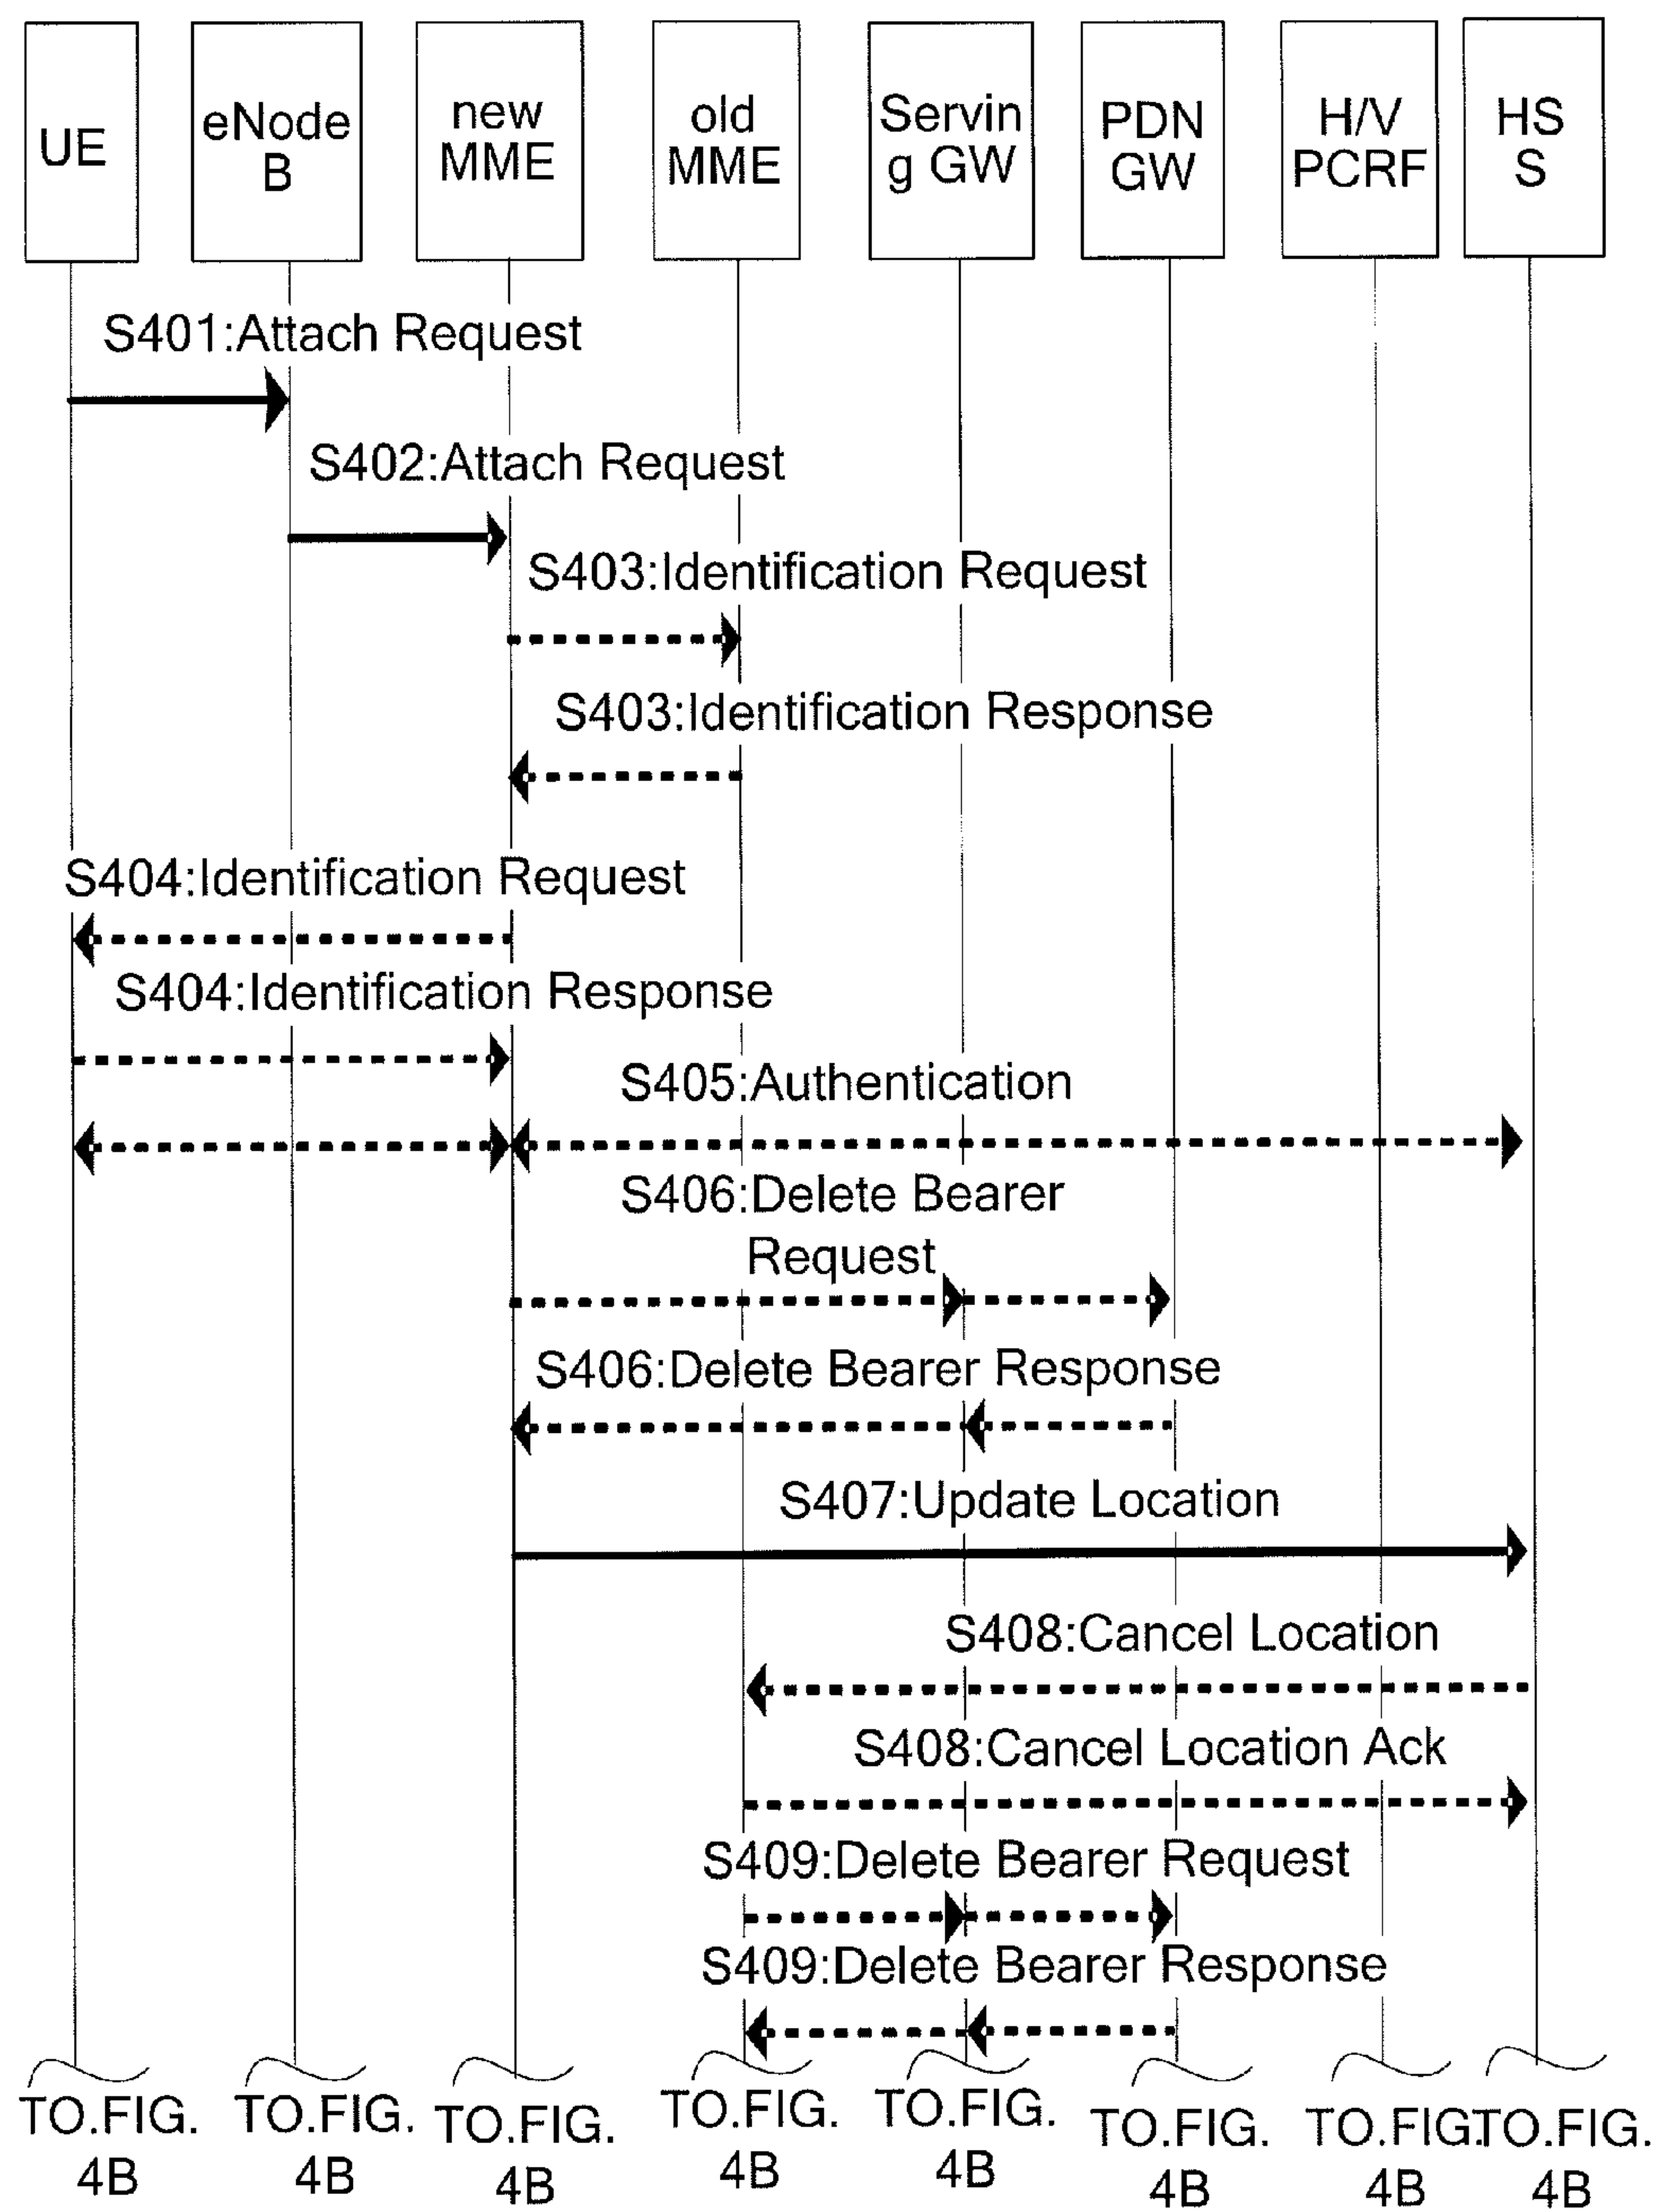 UE
eNode
B
new
MME
old
MME
Servin
g GW
PDN
GW
H/V
PCRF
HS
S
S401:Attach Request
S402:Attach Request
S403:Identification Request
S403:Identification Response
S404:Identification Request
S404:Identification Response
S405:Authentication
S406:Delete Bearer
Request
S406:Delete Bearer Response
S407:Update Location
S408:Cancel Location
S408:Cancel Location Ack
S409:Delete Bearer Request
S409:Delete Bearer Response
TO.FIG.
4B
TO.FIG.
4B
TO.FIG.
4B
TO.FIG.
4B
TO.FIG.
4B
TO.FIG.
4B
TO.FIG.
4B
TO.FIG.
4B